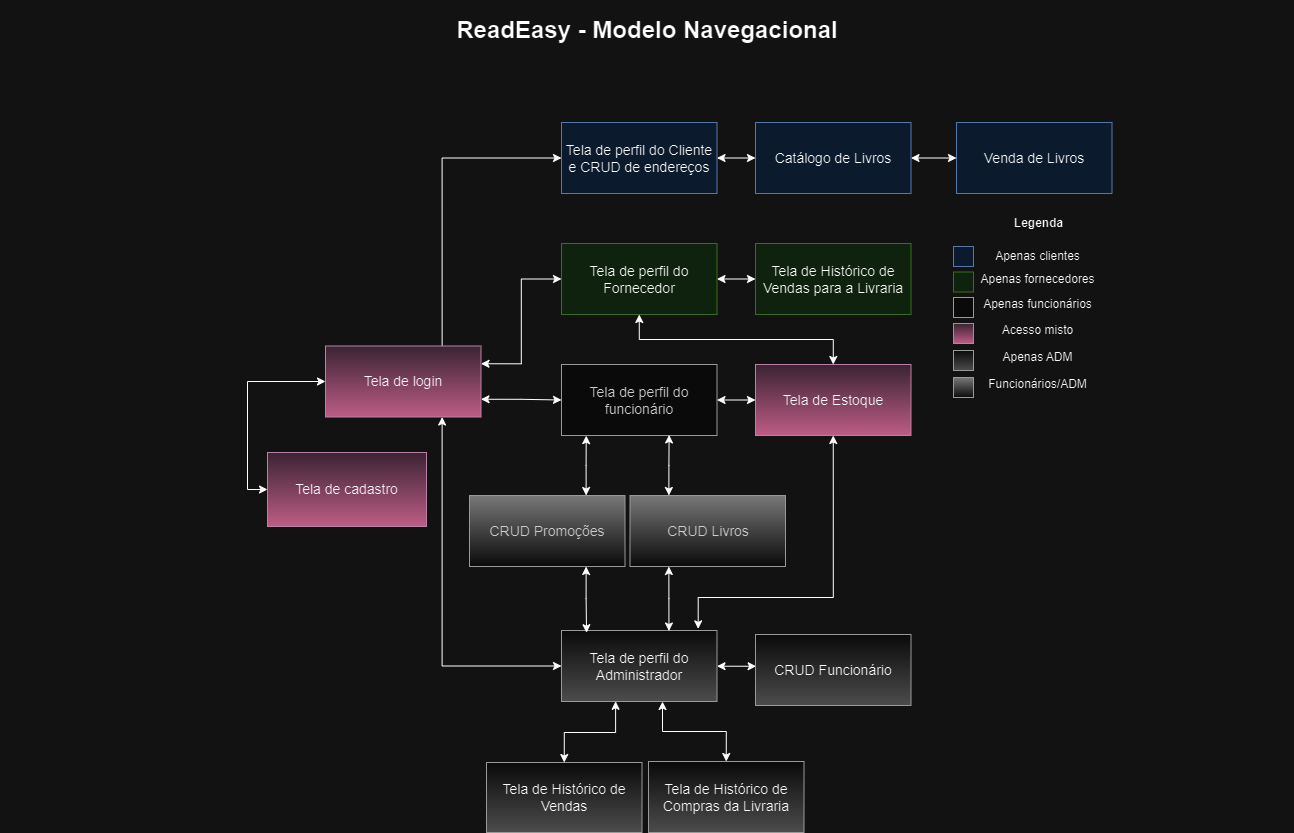 ReadEasy - Modelo Navegacional
Tela de perfil do Cliente
e CRUD de endereços
Catálogo de Livros
Venda de Livros
Legenda
Apenas clientes
Apenas fornecedores
Apenas funcionários
Acesso misto
Apenas ADM
Funcionários/ADM
Tela de perfil do
Fornecedor
Tela de Histórico de
Vendas para a Livraria
Tela de login
Tela de perfil do
funcionário
Tela de Estoque
Tela de cadastro
CRUD Promoções
CRUD Livros
Tela de perfil do
Administrador
CRUD Funcionário
Tela de Histórico de
Vendas
Tela de Histórico de
Compras da Livraria